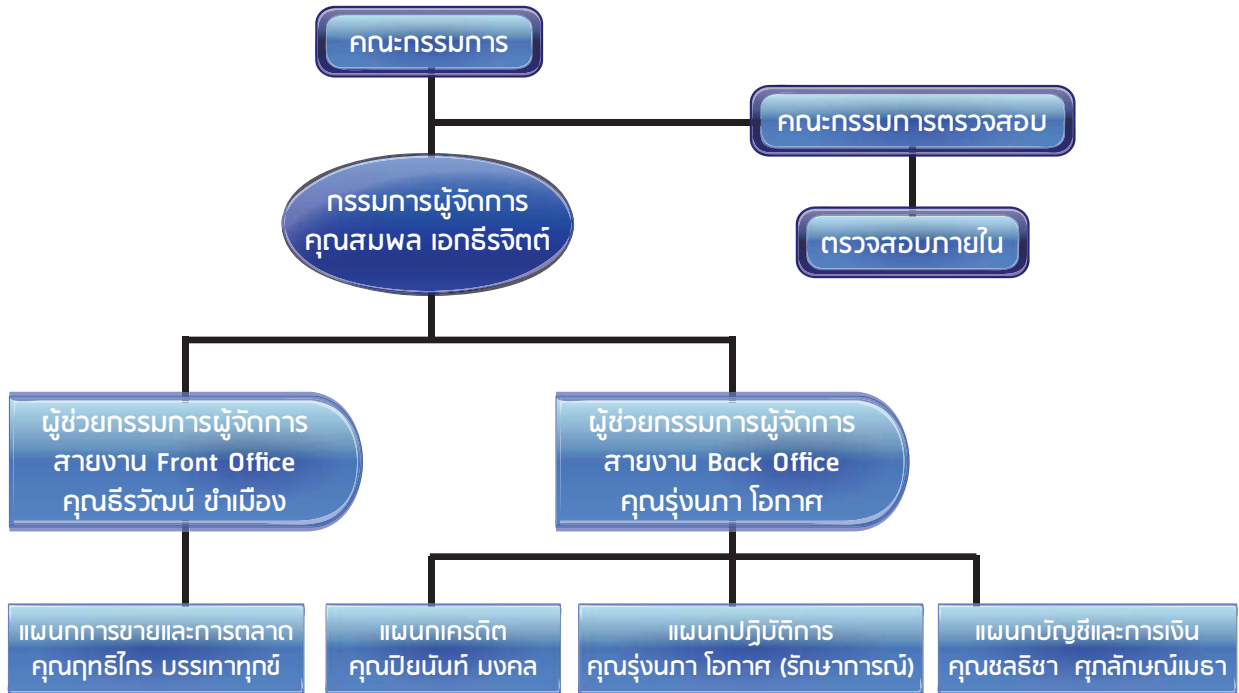 คณะกรรมการ
คณะกรรมการตรวจสอบ
กรรมการผู้จัดการ
คุณสมพล เอกธีรจิตต์
ตรวจสอบภายใน
ผู้ช่วยกรรมการผู้จัดการ
สายงาน Front Office
คุณธีรวัฒน์ ขำเมือง
ผู้ช่วยกรรมการผู้จัดการ
สายงาน Back Office
คุณรุ่งนภา โอกาศ
แผนกการขายและการตลาด
คุณฤทธิไกร บรรเทาทุกข์
แผนกเครดิต
คุณปิยนันท์ มงคล
แผนกปฏิบัติการ
คุณรุ่งนภา โอกาศ (รักษาการณ์)
แผนกบัญชีและการเงิน
คุณชลธิชา ศุภลักษณ์เมธา